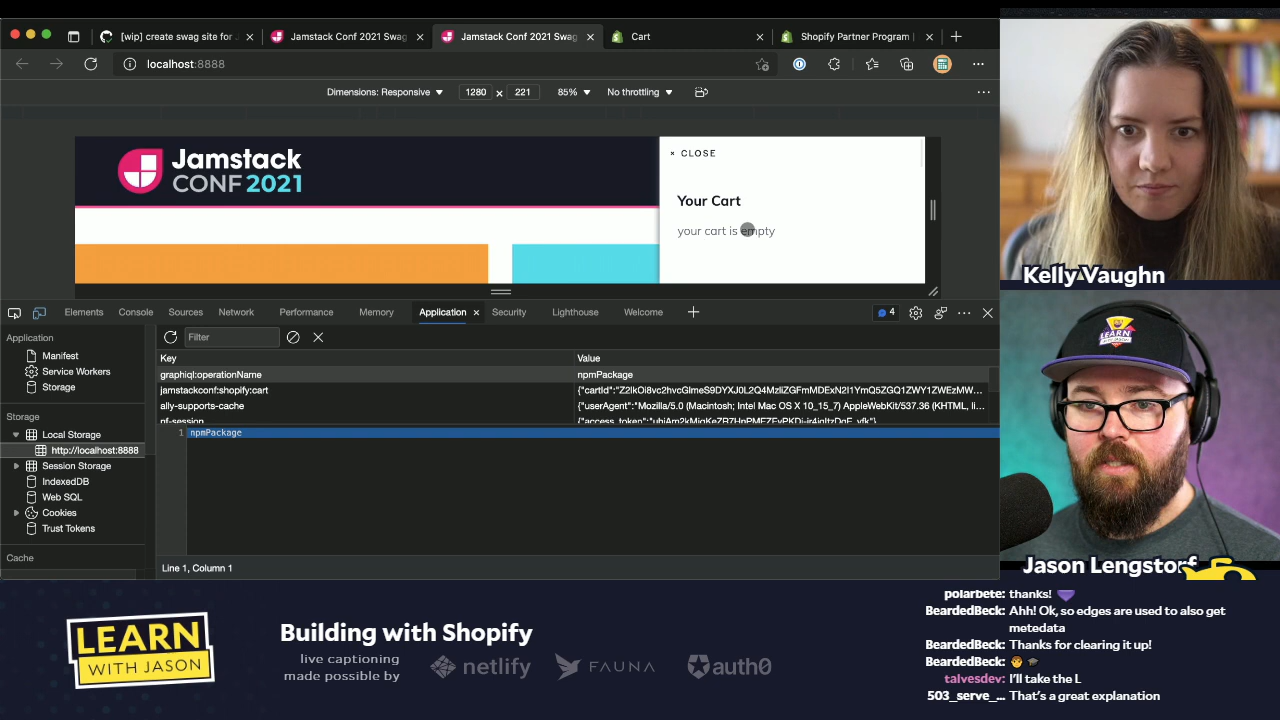 [wip] create swag site for J
Jamstack Conf 2021 Swag
Jamstack Conf 2021 Swag
Cart
Shopify Partner Program |
localhost:8888
Dimensions: Responsive
1280 × 221
85%
No throttling
Jamstack
CONF 2021
× CLOSE
Your Cart
your cart is empty
Elements
Console
Sources
Network
Performance
Memory
Application
Security
Lighthouse
Welcome
4
Application
Manifest
Service Workers
Storage
Storage
Local Storage
http://localhost:8888
Session Storage
IndexedDB
Web SQL
Cookies
Trust Tokens
Cache
Filter
Key
Value
graphiql:operationName
npmPackage
jamstackconf:shopify:cart
ally-supports-cache
{"userAgent":"Mozilla/5.0 (Macintosh; Intel Mac OS X 10_15_7) AppleWebKit/537.36 (KHTML, li...
nf-session
1 npmPackage
Line 1, Column 1
Kelly Vaughn
LEARN
Jason Lengstorf
LEARN
WITH JASON
Building with Shopify
live captioning
made possible by
netlify
FAUNA
auth0
polarbete: thanks! 💜
BeardedBeck: Ahh! Ok, so edges are used to also get
metedata
BeardedBeck: Thanks for clearing it up!
BeardedBeck: 👨 🎓
talvesdev: I'll take the L
503_serve_... That's a great explanation